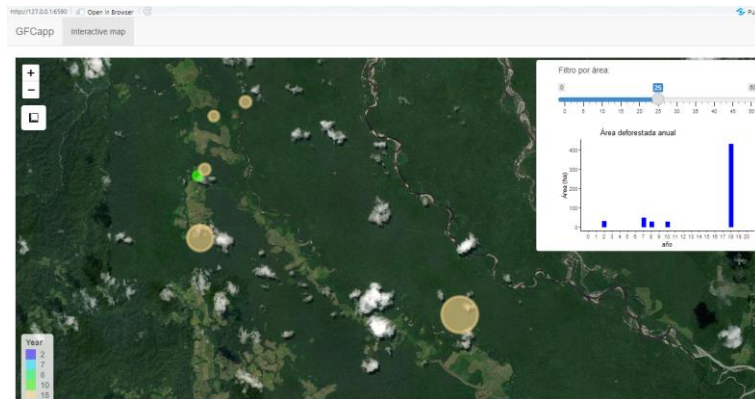 http://127.0.0.1:6590
Open in Browser
GFCapp
Interactive map
+
−
Filtro por área:
0
25
0 5 10 15 20 25 30 35 40 45 50
Área deforestada anual
400
300
200
100
0
Área (ha)
0 1 2 3 4 5 6 7 8 9 10 11 12 13 14 15 16 17 18 19 20
año
Year
2
7
8
10
18